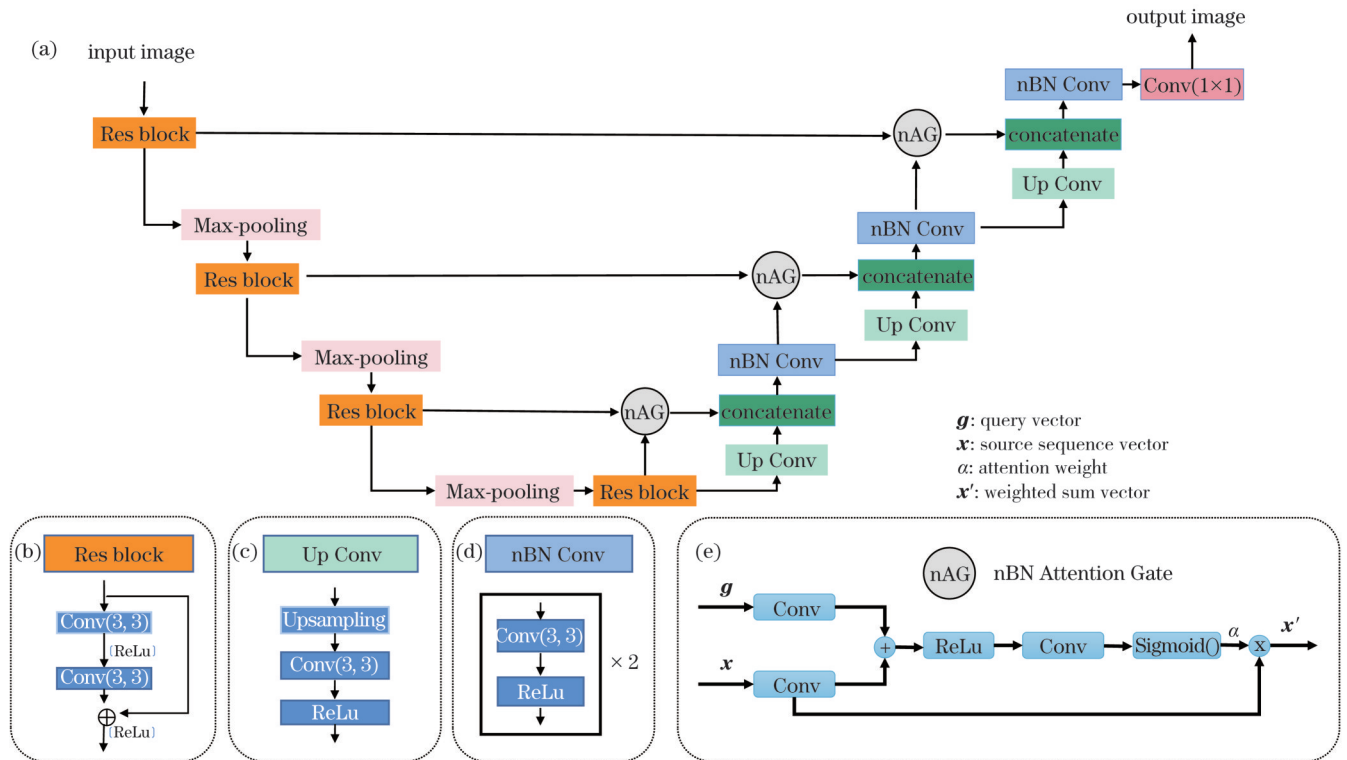 output image
(a)
input image
nBN Conv
Conv(1×1)
Res block
nAG
concatenate
Up Conv
Max-pooling
nBN Conv
Res block
nAG
concatenate
Up Conv
Max-pooling
nBN Conv
Res block
nAG
concatenate
Up Conv
Max-pooling
Res block
g: query vector
x: source sequence vector
α: attention weight
x′: weighted sum vector
(b)
Res block
Conv(3, 3)
(ReLu)
Conv(3, 3)
⊕
(ReLu)
(c)
Up Conv
Upsampling
Conv(3, 3)
ReLu
(d)
nBN Conv
Conv(3, 3)
ReLu
× 2
(e)
nAG
nBN Attention Gate
g
Conv
x
Conv
+
ReLu
Conv
Sigmoid()
α
x
x′